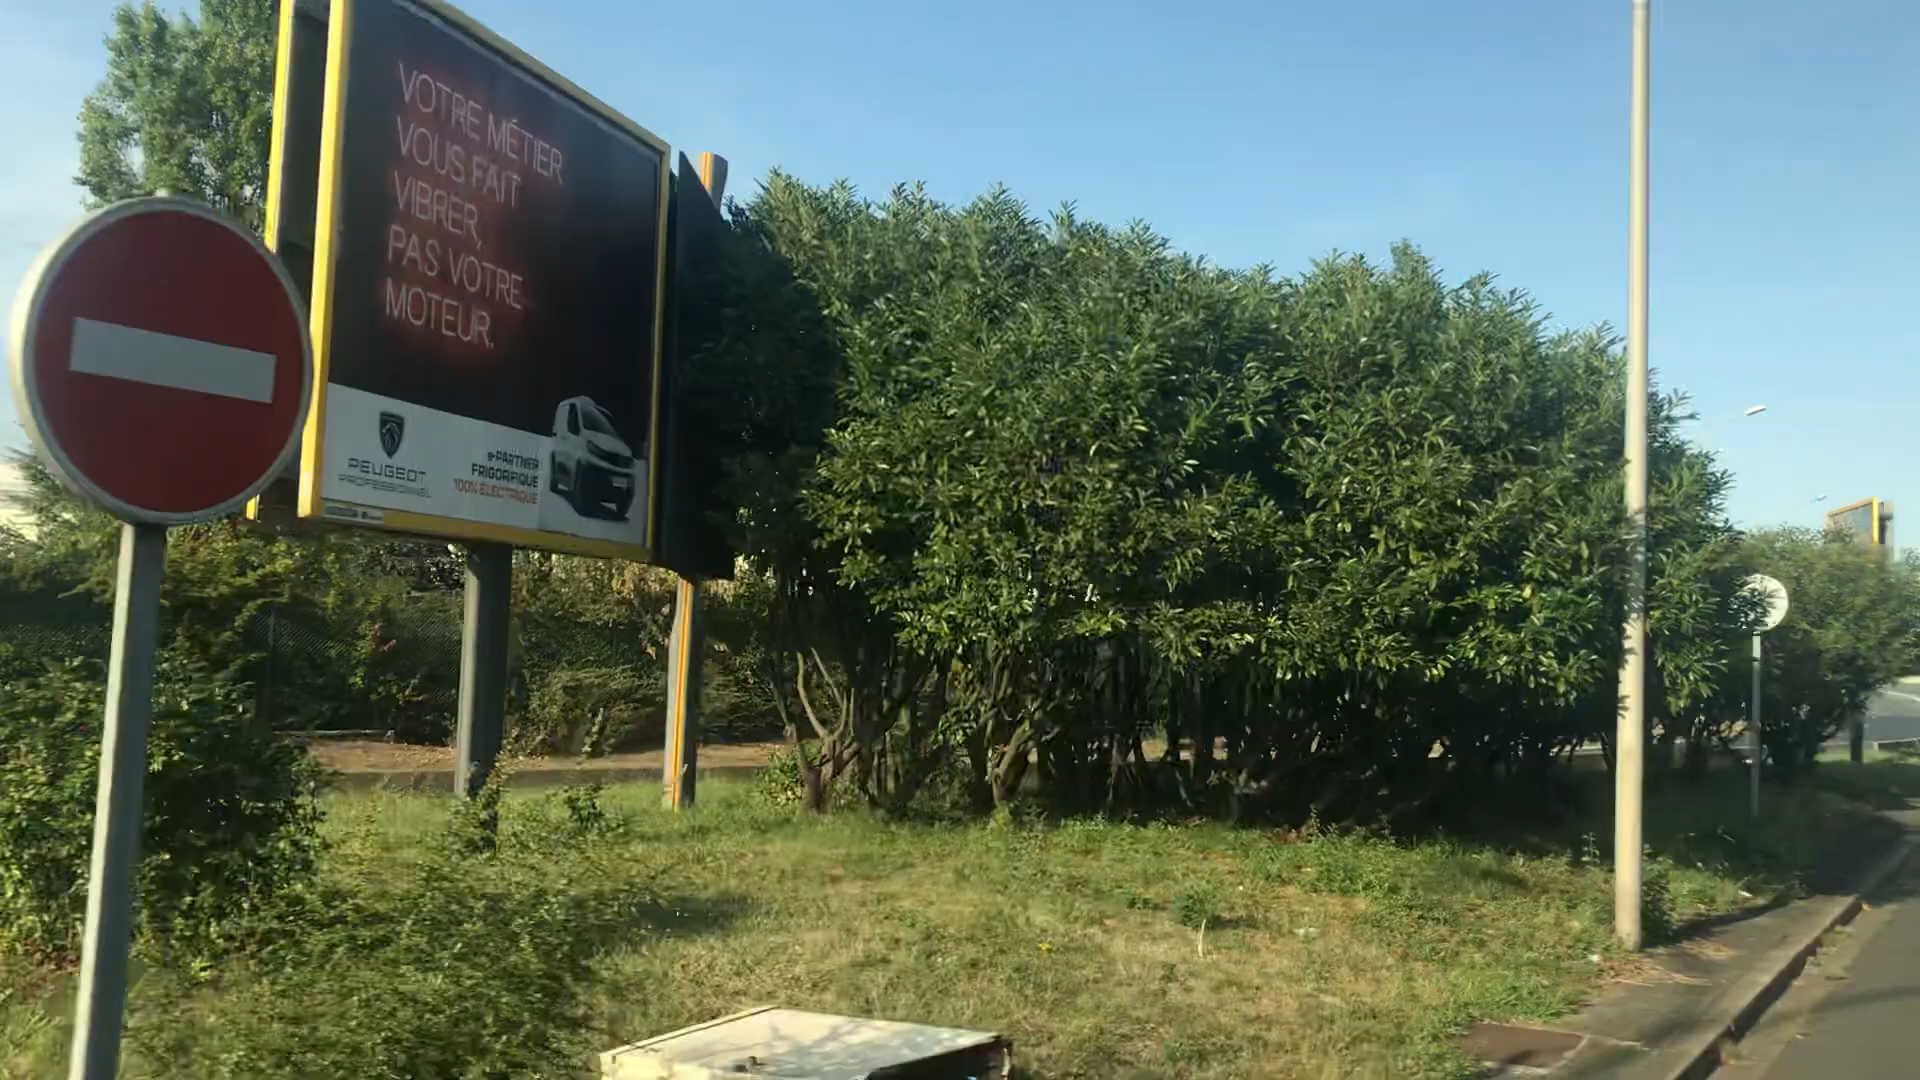 VOTRE MÉTIER
VOUS FAIT
VIBRER,
PAS VOTRE
MOTEUR.
PEUGEOT
PROFESSIONNEL
e-PARTNER
FRIGORIFIQUE
100% ÉLECTRIQUE